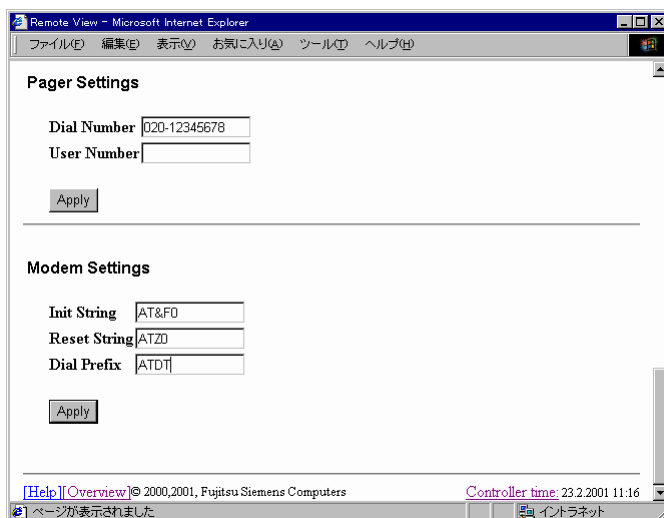 Remote View - Microsoft Internet Explorer
ファイル(F) 編集(E) 表示(V) お気に入り(A) ツール(T) ヘルプ(H)
Pager Settings
Dial Number 020-12345678
User Number
Apply
Modem Settings
Init String AT&F0
Reset String ATZ0
Dial Prefix ATDT
Apply
[Help][Overview]© 2000,2001, Fujitsu Siemens Computers Controller time: 23.2.2001 11:16
ページが表示されました イントラネット